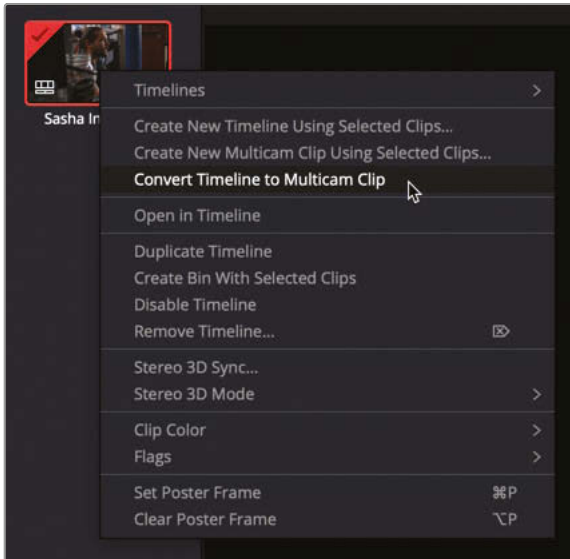 Sasha In
Timelines >
Create New Timeline Using Selected Clips...
Create New Multicam Clip Using Selected Clips...
Convert Timeline to Multicam Clip
Open in Timeline
Duplicate Timeline
Create Bin With Selected Clips
Disable Timeline
Remove Timeline... ⌦
Stereo 3D Sync...
Stereo 3D Mode >
Clip Color >
Flags >
Set Poster Frame ⌘P
Clear Poster Frame ⌥P